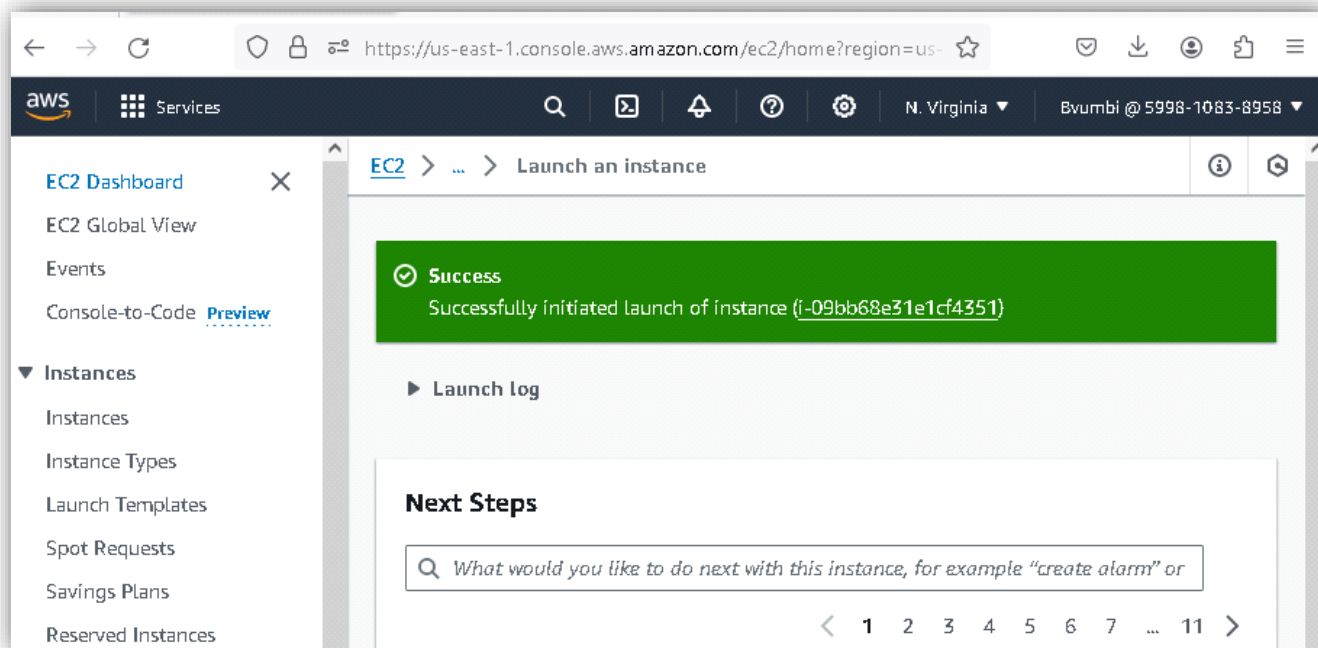 https://us-east-1.console.aws.amazon.com/ec2/home?region=us-
aws Services N. Virginia Bvumbi @ 5998-1083-8958
EC2 > ... > Launch an instance
EC2 Dashboard
EC2 Global View
Events
Console-to-Code Preview
Instances
Instances
Instance Types
Launch Templates
Spot Requests
Savings Plans
Reserved Instances
Success
Successfully initiated launch of instance (i-09bb68e31e1cf4351)
Launch log
Next Steps
What would you like to do next with this instance, for example “create alarm” or
1 2 3 4 5 6 7 ... 11